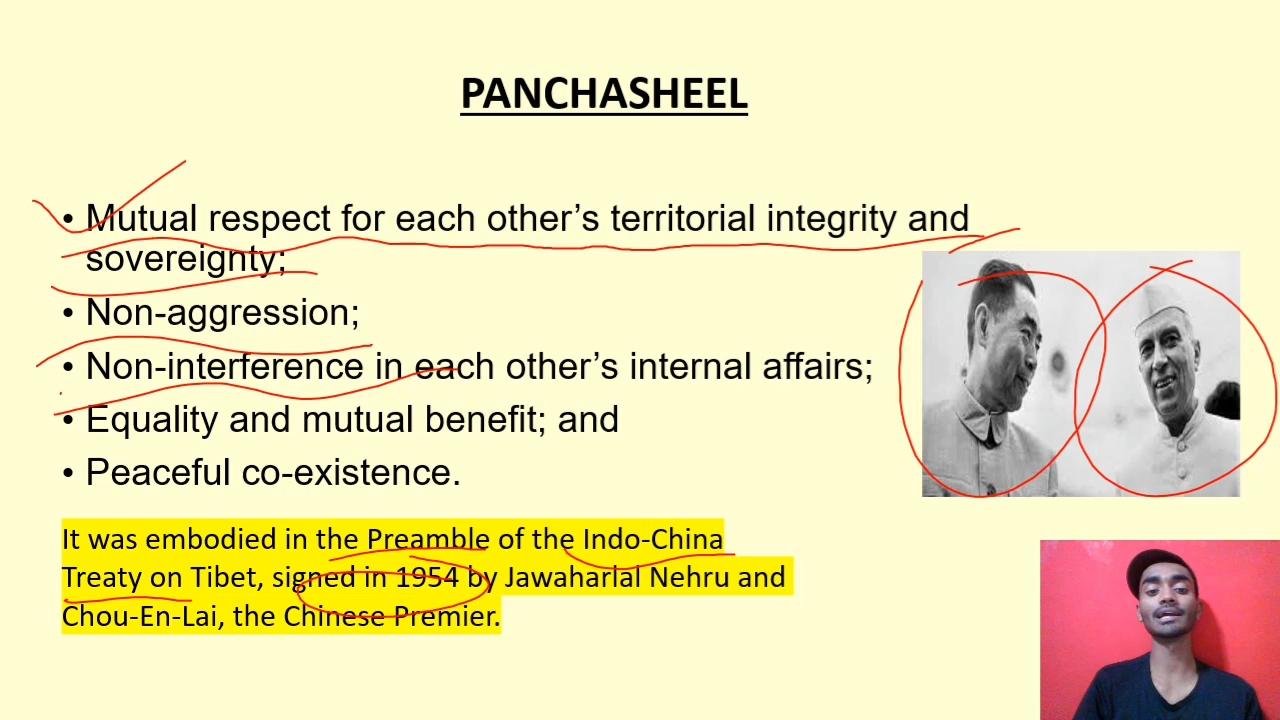 PANCHASHEEL
• Mutual respect for each other’s territorial integrity and
sovereignty;
• Non-aggression;
• Non-interference in each other’s internal affairs;
• Equality and mutual benefit; and
• Peaceful co-existence.
It was embodied in the Preamble of the Indo-China
Treaty on Tibet, signed in 1954 by Jawaharlal Nehru and
Chou-En-Lai, the Chinese Premier.